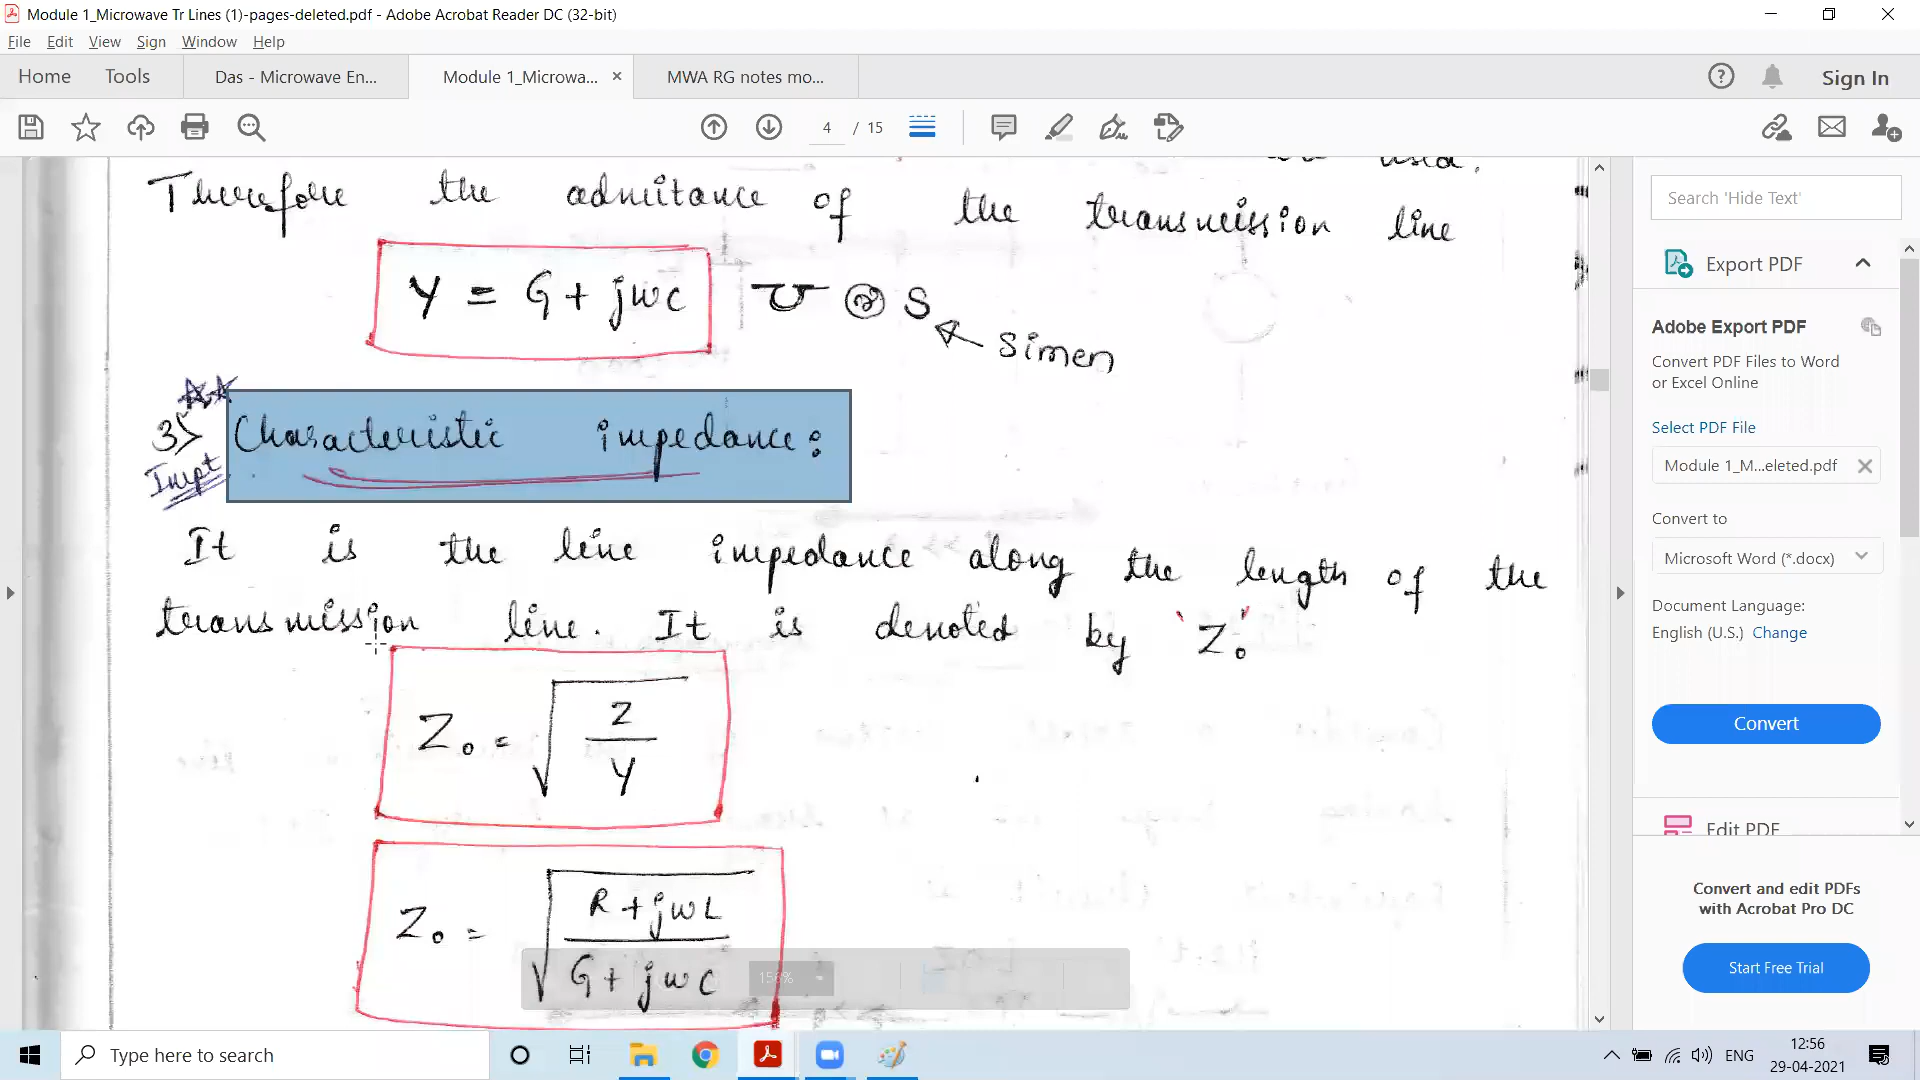 Module 1_Microwave Tr Lines (1)-pages-deleted.pdf - Adobe Acrobat Reader DC (32-bit)
File Edit View Sign Window Help
Home Tools Das - Microwave En... Module 1_Microwa... × MWA RG notes mo... Sign In
4 / 15
Therefore the admittance of the transmission line
Y = G + jwc ℧ or S
Simen
3> Characteristic impedance:
Impt
It is the line impedance along the length of the
transmission line. It is denoted by 'Z₀'
Z₀ = √(Z/Y)
Z₀ = √((R + jwL)/(G + jwC))
156%
Search 'Hide Text'
Export PDF
Adobe Export PDF
Convert PDF Files to Word
or Excel Online
Select PDF File
Module 1_M...eleted.pdf
Convert to
Microsoft Word (*.docx)
Document Language:
English (U.S.) Change
Convert
Edit PDF
Convert and edit PDFs
with Acrobat Pro DC
Start Free Trial
Type here to search
ENG
12:56
29-04-2021